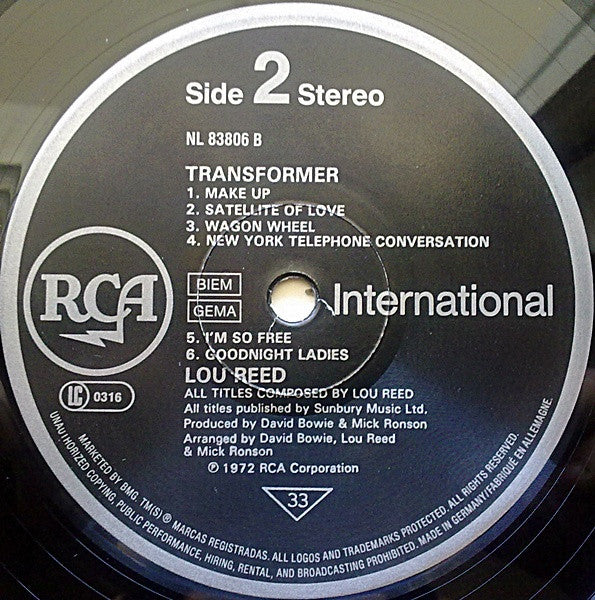 Side 2 Stereo
NL 83806 B
TRANSFORMER
1. MAKE UP
2. SATELLITE OF LOVE
3. WAGON WHEEL
4. NEW YORK TELEPHONE CONVERSATION
RCA
BIEM
GEMA
International
5. I'M SO FREE
6. GOODNIGHT LADIES
LOU REED
LC 0316
ALL TITLES COMPOSED BY LOU REED
All titles published by Sunbury Music Ltd.
Produced by David Bowie & Mick Ronson
Arranged by David Bowie, Lou Reed
& Mick Ronson
℗ 1972 RCA Corporation
33
MARKETED BY BMG. TM(S)® MARCAS REGISTRADAS. ALL LOGOS AND TRADEMARKS PROTECTED. ALL RIGHTS RESERVED.
UNAUTHORIZED COPYING, PUBLIC PERFORMANCE, HIRING, RENTAL, AND BROADCASTING PROHIBITED. MADE IN GERMANY/FABRIQUÉ EN ALLEMAGNE.